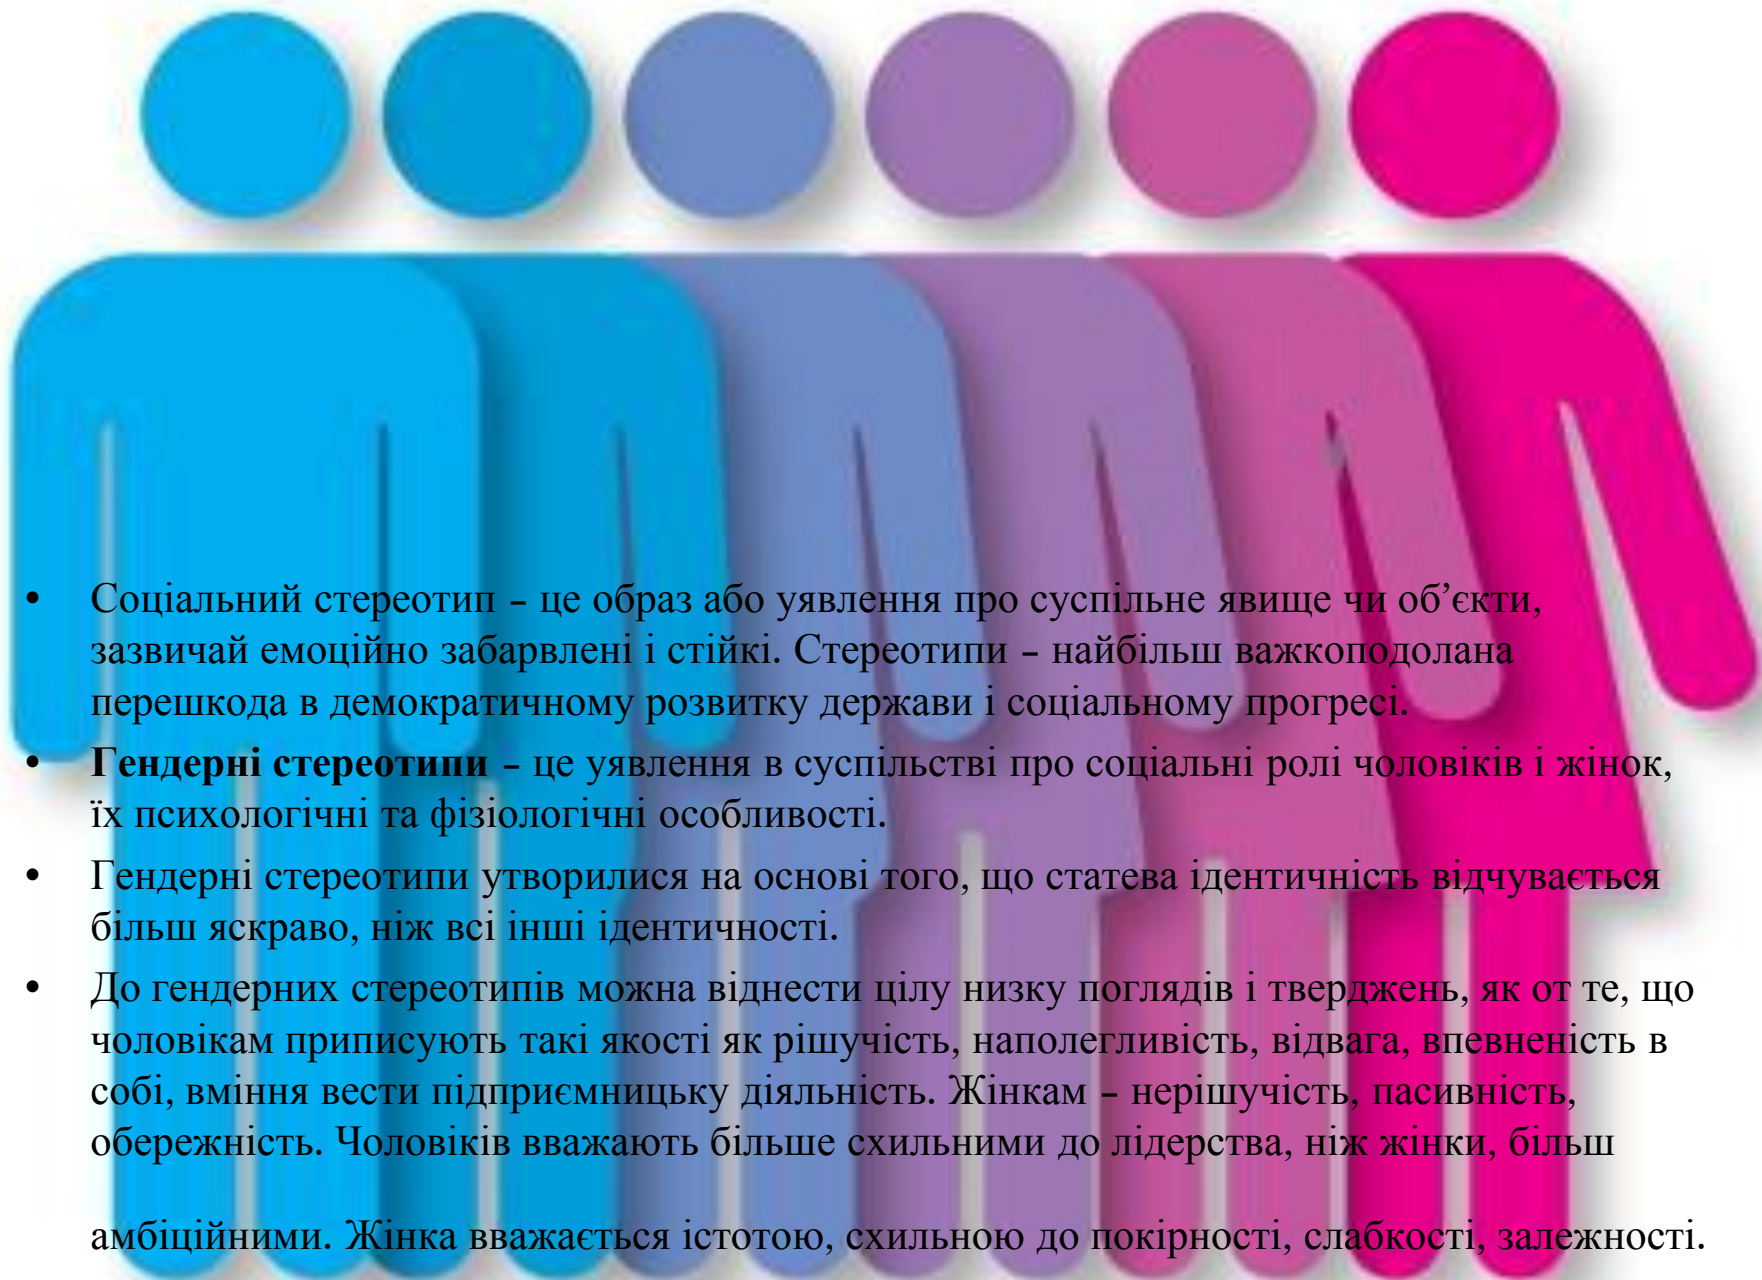 • Соціальний стереотип – це образ або уявлення про суспільне явище чи об’єкти,
зазвичай емоційно забарвлені і стійкі. Стереотипи – найбільш важкоподолана
перешкода в демократичному розвитку держави і соціальному прогресі.
• Гендерні стереотипи – це уявлення в суспільстві про соціальні ролі чоловіків і жінок,
їх психологічні та фізіологічні особливості.
• Гендерні стереотипи утворилися на основі того, що статева ідентичність відчувається
більш яскраво, ніж всі інші ідентичності.
• До гендерних стереотипів можна віднести цілу низку поглядів і тверджень, як от те, що
чоловікам приписують такі якості як рішучість, наполегливість, відвага, впевненість в
собі, вміння вести підприємницьку діяльність. Жінкам – нерішучість, пасивність,
обережність. Чоловіків вважають більше схильними до лідерства, ніж жінки, більш
амбіційними. Жінка вважається істотою, схильною до покірності, слабкості, залежності.